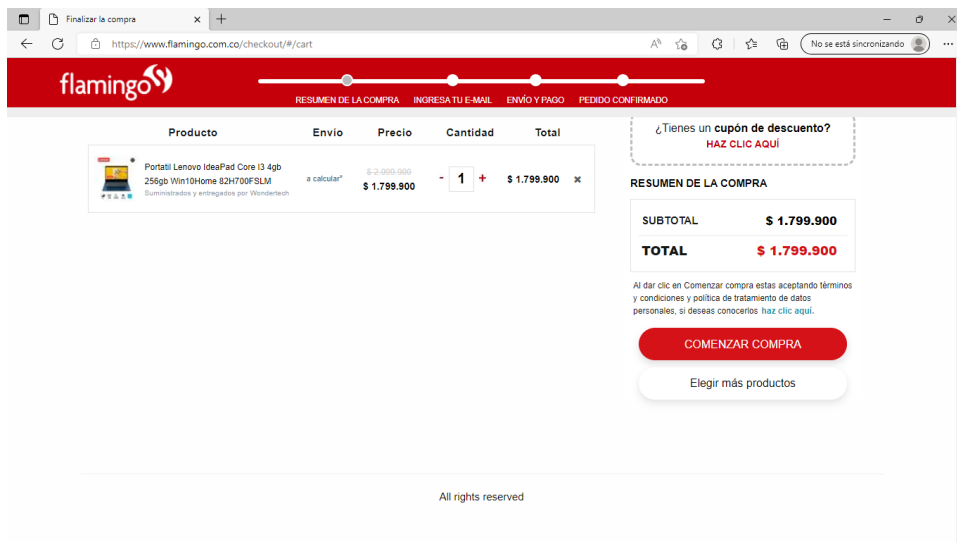 Finalizar la compra
https://www.flamingo.com.co/checkout/#/cart
No se está sincronizando
flamingo
RESUMEN DE LA COMPRA
INGRESA TU E-MAIL
ENVÍO Y PAGO
PEDIDO CONFIRMADO
Producto Envío Precio Cantidad Total
Portatil Lenovo IdeaPad Core I3 4gb
256gb Win10Home 82H700FSLM
Suministrados y entregados por Wondertech
a calcular*
$ 2.099.900
$ 1.799.900
- 1 +
$ 1.799.900
¿Tienes un cupón de descuento?
HAZ CLIC AQUÍ
RESUMEN DE LA COMPRA
SUBTOTAL $ 1.799.900
TOTAL $ 1.799.900
Al dar clic en Comenzar compra estas aceptando términos
y condiciones y política de tratamiento de datos
personales, si deseas conocerlos haz clic aquí.
COMENZAR COMPRA
Elegir más productos
All rights reserved